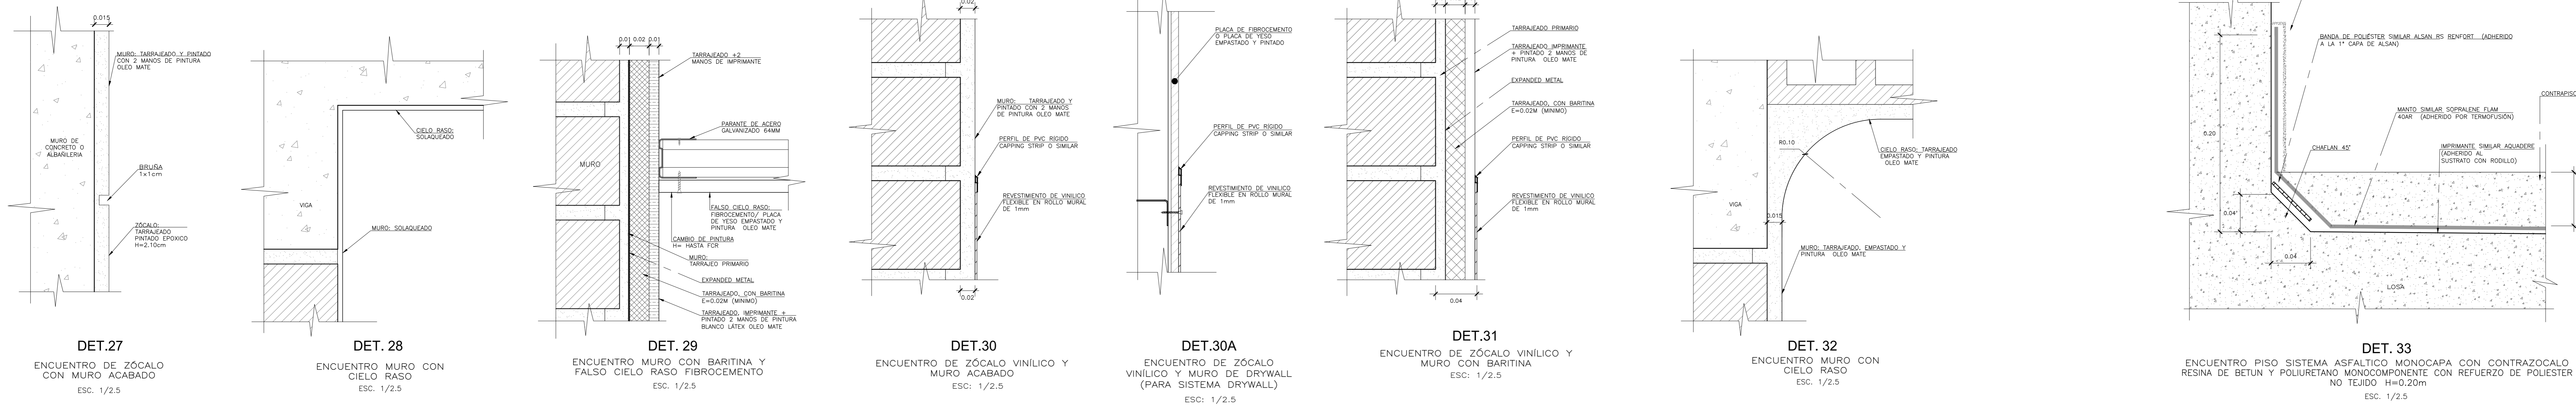 0.015
MURO: TARRAJEADO Y PINTADO
CON 2 MANOS DE PINTURA
OLEO MATE
MURO DE
CONCRETO O
ALBAÑILERIA
BRUÑA
1x1cm
ZÓCALO:
TARRAJEADO
PINTADO EPOXICO
H=2.10cm
DET.27
ENCUENTRO DE ZÓCALO
CON MURO ACABADO
ESC. 1/2.5
CIELO RASO:
SOLAQUEADO
VIGA
MURO: SOLAQUEADO
DET. 28
ENCUENTRO MURO CON
CIELO RASO
ESC. 1/2.5
0.01 0.02 0.01
TARRAJEADO +2
MANOS DE IMPRIMANTE
PARANTE DE ACERO
GALVANIZADO 64MM
MURO
FALSO CIELO RASO:
FIBROCEMENTO/ PLACA
DE YESO EMPASTADO Y
PINTURA OLEO MATE
CAMBIO DE PINTURA
H= HASTA FCR
MURO:
TARRAJEO PRIMARIO
EXPANDED METAL
TARRAJEADO, CON BARITINA
E=0.02M (MINIMO)
TARRAJEADO, IMPRIMANTE +
PINTADO 2 MANOS DE PINTURA
BLANCO LÁTEX OLEO MATE
DET. 29
ENCUENTRO MURO CON BARITINA Y
FALSO CIELO RASO FIBROCEMENTO
ESC. 1/2.5
0.02
MURO: TARRAJEADO Y
PINTADO CON 2 MANOS
DE PINTURA OLEO MATE
PERFIL DE PVC RÍGIDO
CAPPING STRIP O SIMILAR
REVESTIMIENTO DE VINILICO
FLEXIBLE EN ROLLO MURAL
DE 1mm
0.02
DET.30
ENCUENTRO DE ZÓCALO VINÍLICO Y
MURO ACABADO
ESC: 1/2.5
PLACA DE FIBROCEMENTO
O PLACA DE YESO
EMPASTADO Y PINTADO
PERFIL DE PVC RÍGIDO
CAPPING STRIP O SIMILAR
REVESTIMIENTO DE VINILICO
FLEXIBLE EN ROLLO MURAL
DE 1mm
DET.30A
ENCUENTRO DE ZÓCALO
VINÍLICO Y MURO DE DRYWALL
(PARA SISTEMA DRYWALL)
ESC: 1/2.5
TARRAJEADO PRIMARIO
TARRAJEADO IMPRIMANTE
+ PINTADO 2 MANOS DE
PINTURA OLEO MATE
EXPANDED METAL
TARRAJEADO, CON BARITINA
E=0.02M (MINIMO)
PERFIL DE PVC RÍGIDO
CAPPING STRIP O SIMILAR
REVESTIMIENTO DE VINILICO
FLEXIBLE EN ROLLO MURAL
DE 1mm
0.04
DET.31
ENCUENTRO DE ZÓCALO VINÍLICO Y
MURO CON BARITINA
ESC: 1/2.5
R0.10
CIELO RASO: TARRAJEADO
EMPASTADO Y PINTURA
OLEO MATE
VIGA
0.015
MURO: TARRAJEADO, EMPASTADO Y
PINTURA OLEO MATE
DET. 32
ENCUENTRO MURO CON
CIELO RASO
ESC. 1/2.5
BANDA DE POLIÉSTER SIMILAR ALSAN RS RENFORT (ADHERIDO
A LA 1° CAPA DE ALSAN)
CONTRAPISO
MANTO SIMILAR SOPRALENE FLAM
40AR (ADHERIDO POR TERMOFUSIÓN)
0.20
CHAFLAN 45°
IMPRIMANTE SIMILAR AQUADERE
(ADHERIDO AL
SUSTRATO CON RODILLO)
0.04
0.04
LOSA
DET. 33
ENCUENTRO PISO SISTEMA ASFALTICO MONOCAPA CON CONTRAZOCALO
RESINA DE BETUN Y POLIURETANO MONOCOMPONENTE CON REFUERZO DE POLIESTER
NO TEJIDO H=0.20m
ESC. 1/2.5